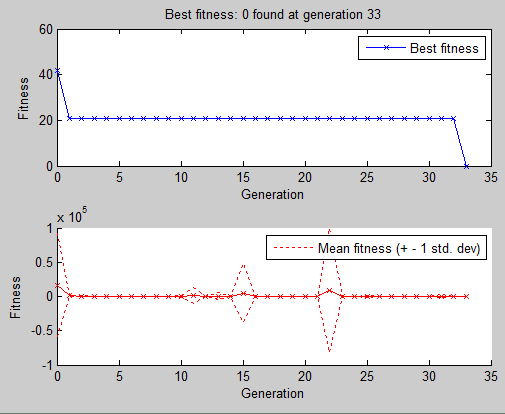 Best fitness: 0 found at generation 33
60
40
20
0
Fitness
Best fitness
0 5 10 15 20 25 30 35
Generation
x 10^5
1
0.5
0
-0.5
-1
Fitness
Mean fitness (+ - 1 std. dev)
0 5 10 15 20 25 30 35
Generation